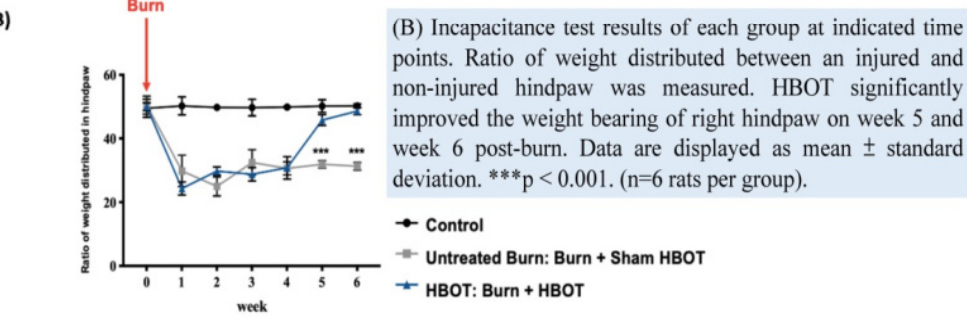 Burn
B)
(B) Incapacitance test results of each group at indicated time
points. Ratio of weight distributed between an injured and
non-injured hindpaw was measured. HBOT significantly
improved the weight bearing of right hindpaw on week 5 and
week 6 post-burn. Data are displayed as mean ± standard
deviation. ***p < 0.001. (n=6 rats per group).
Ratio of weight distributed in hindpaw
60
40
20
0
*** ***
0 1 2 3 4 5 6
week
Control
Untreated Burn: Burn + Sham HBOT
HBOT: Burn + HBOT